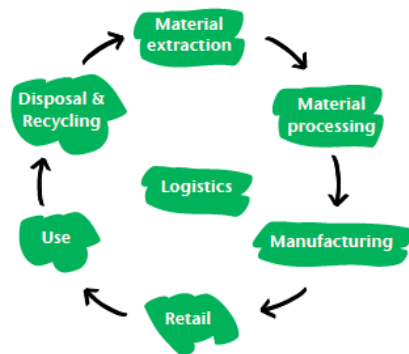 Material
extraction
Material
processing
Manufacturing
Retail
Use
Disposal &
Recycling
Logistics